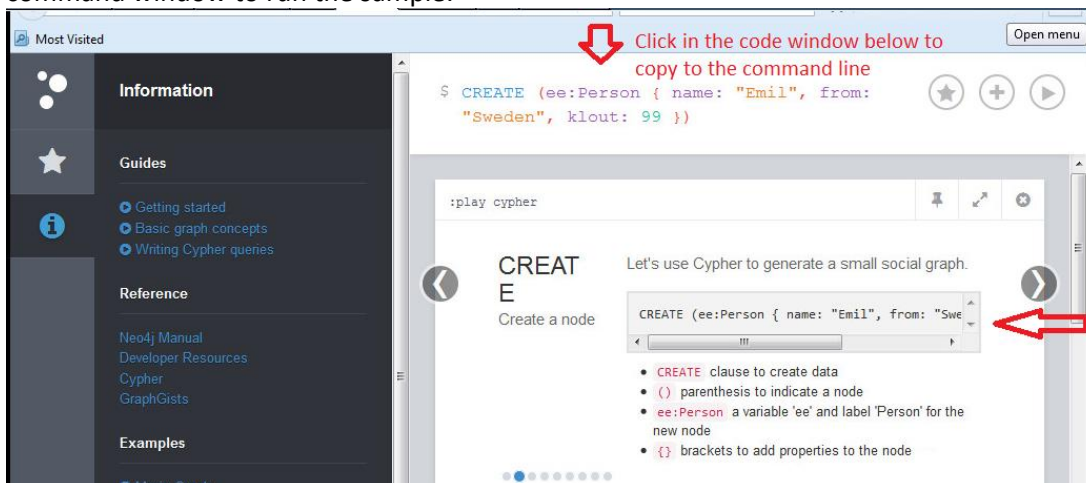 Most Visited
Open menu
Click in the code window below to
copy to the command line
Information
Guides
Getting started
Basic graph concepts
Writing Cypher queries
Reference
Neo4j Manual
Developer Resources
Cypher
GraphGists
Examples
$ CREATE (ee:Person { name: "Emil", from:
"Sweden", klout: 99 })
:play cypher
CREAT
E
Create a node
Let's use Cypher to generate a small social graph.
CREATE (ee:Person { name: "Emil", from: "Swe
CREATE clause to create data
() parenthesis to indicate a node
ee:Person a variable 'ee' and label 'Person' for the
new node
{} brackets to add properties to the node